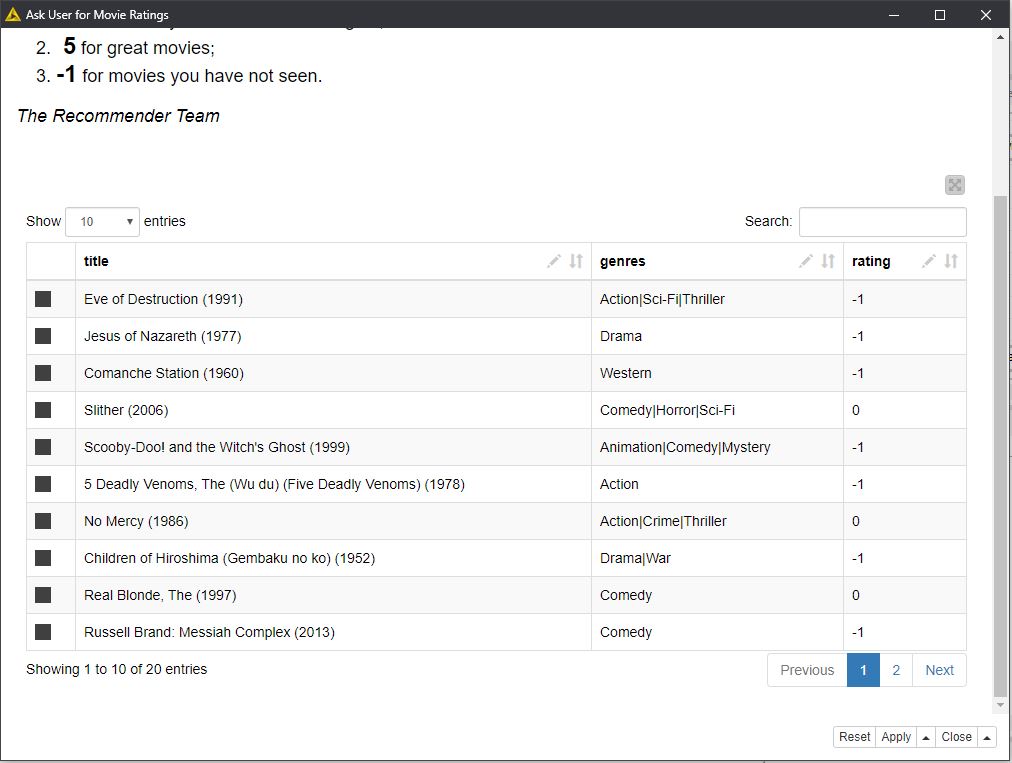 Ask User for Movie Ratings
2. 5 for great movies;
3. -1 for movies you have not seen.
The Recommender Team
Show 10 entries Search:
title genres rating
Eve of Destruction (1991) Action|Sci-Fi|Thriller -1
Jesus of Nazareth (1977) Drama -1
Comanche Station (1960) Western -1
Slither (2006) Comedy|Horror|Sci-Fi 0
Scooby-Doo! and the Witch's Ghost (1999) Animation|Comedy|Mystery -1
5 Deadly Venoms, The (Wu du) (Five Deadly Venoms) (1978) Action -1
No Mercy (1986) Action|Crime|Thriller 0
Children of Hiroshima (Gembaku no ko) (1952) Drama|War -1
Real Blonde, The (1997) Comedy 0
Russell Brand: Messiah Complex (2013) Comedy -1
Showing 1 to 10 of 20 entries Previous 1 2 Next
Reset Apply Close